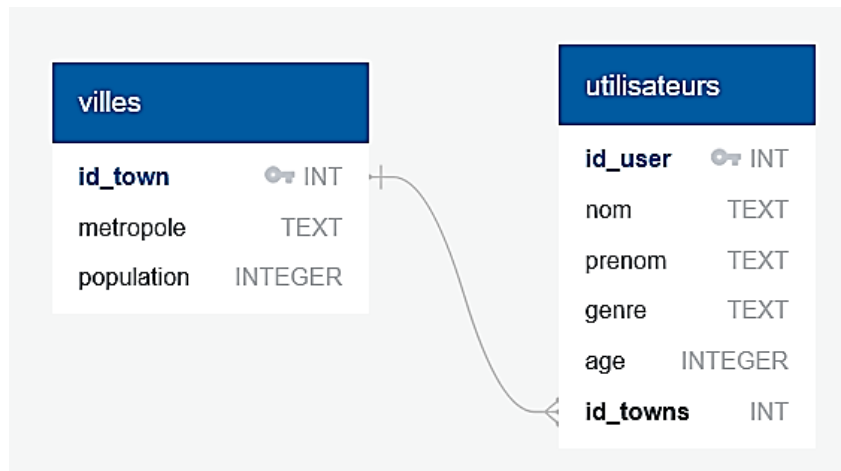 villes
id_town INT
metropole TEXT
population INTEGER
utilisateurs
id_user INT
nom TEXT
prenom TEXT
genre TEXT
age INTEGER
id_towns INT